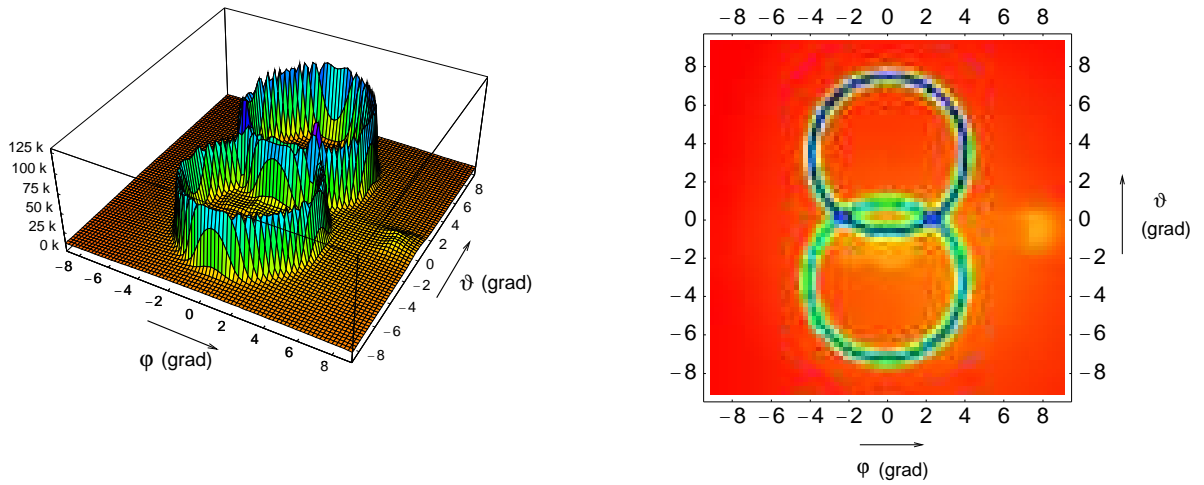 125 k
100 k
75 k
50 k
25 k
0 k
−8 −6 −4 −2 0 2 4 6 8
φ (grad)
−8 −6 −4 −2 0 2 4 6 8
ϑ (grad)
−8 −6 −4 −2 0 2 4 6 8
8 8
6 6
4 4
2 2
0 0
−2 −2
−4 −4
−6 −6
−8 −8
ϑ
(grad)
−8 −6 −4 −2 0 2 4 6 8
φ (grad)